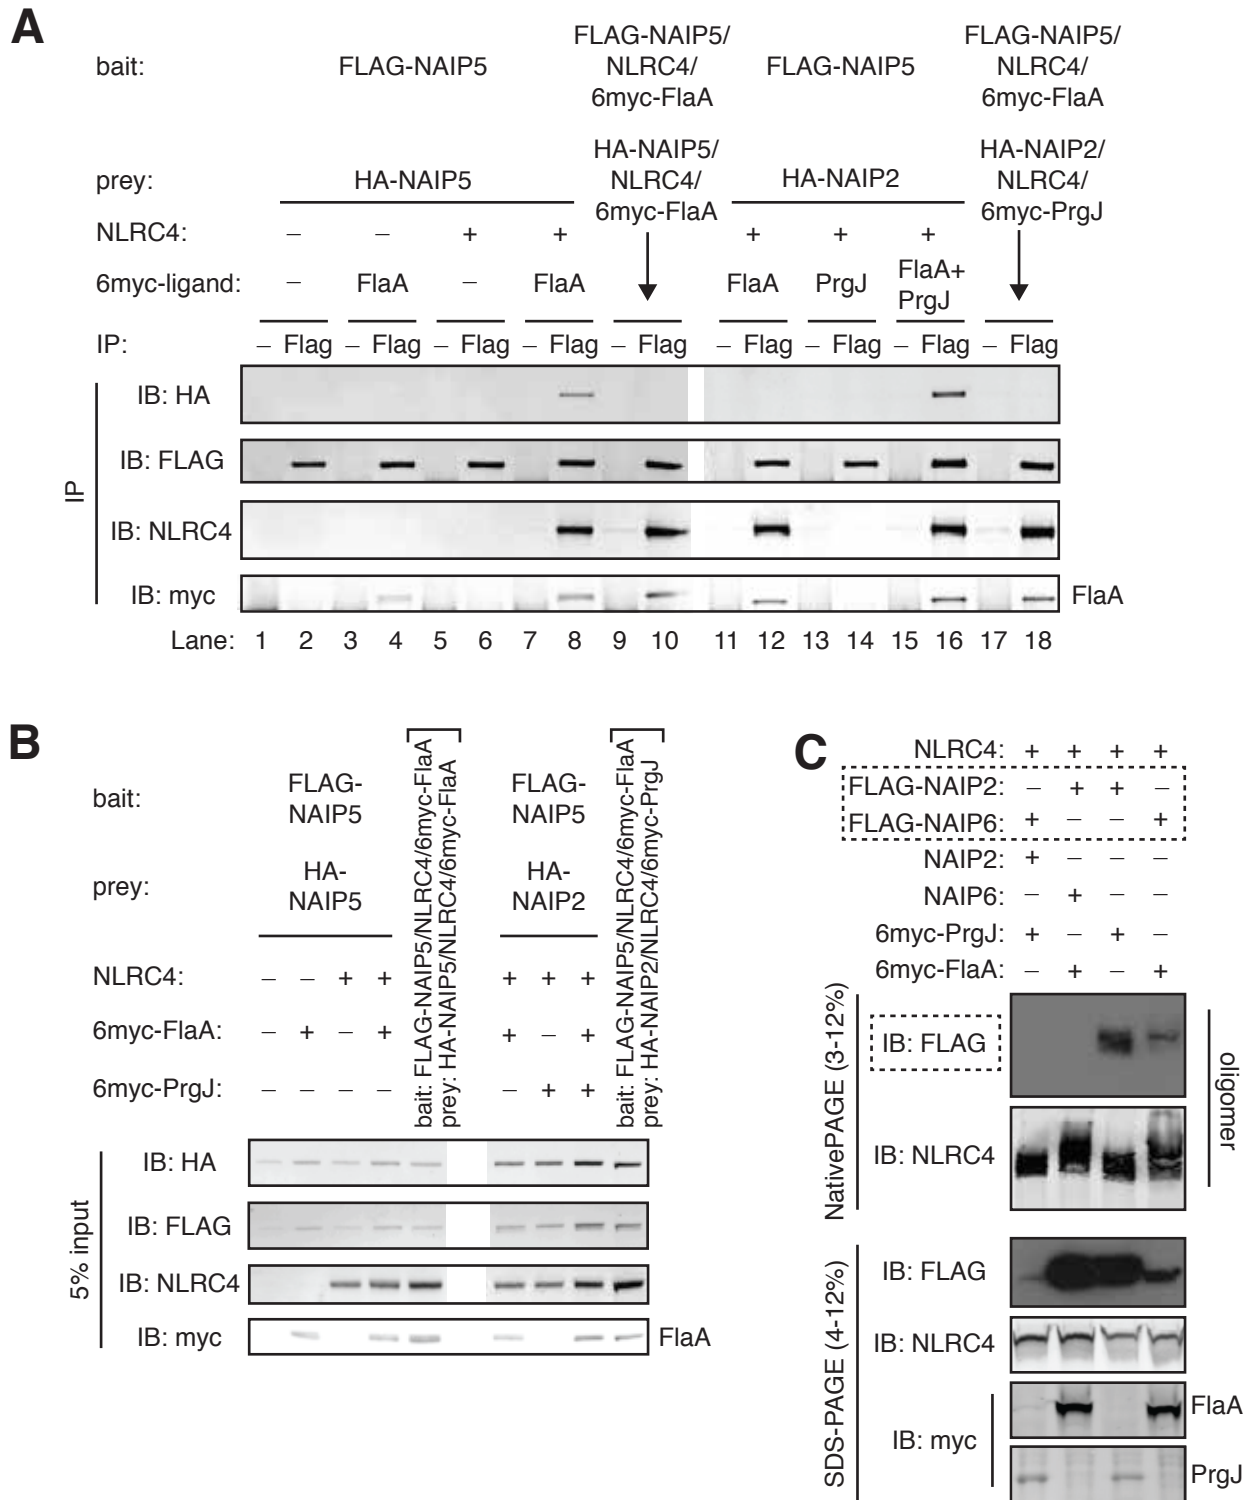 A
bait:
FLAG-NAIP5
FLAG-NAIP5/
NLRC4/
6myc-FlaA
FLAG-NAIP5
FLAG-NAIP5/
NLRC4/
6myc-FlaA
prey:
HA-NAIP5
HA-NAIP5/
NLRC4/
6myc-FlaA
HA-NAIP2
HA-NAIP2/
NLRC4/
6myc-PrgJ
NLRC4: – – + + + + +
6myc-ligand: – FlaA – FlaA FlaA PrgJ FlaA+
PrgJ
IP: – Flag – Flag – Flag – Flag – Flag – Flag – Flag – Flag – Flag
IP
IB: HA
IB: FLAG
IB: NLRC4
IB: myc FlaA
Lane: 1 2 3 4 5 6 7 8 9 10 11 12 13 14 15 16 17 18
B
bait:
FLAG-
NAIP5
FLAG-
NAIP5
prey:
HA-
NAIP5
HA-
NAIP2
bait: FLAG-NAIP5/NLRC4/6myc-FlaA
prey: HA-NAIP5/NLRC4/6myc-FlaA
bait: FLAG-NAIP5/NLRC4/6myc-FlaA
prey: HA-NAIP2/NLRC4/6myc-PrgJ
NLRC4: – – + + + + +
6myc-FlaA: – + – + + – +
6myc-PrgJ: – – – – – + +
5% input
IB: HA
IB: FLAG
IB: NLRC4
IB: myc FlaA
C
NLRC4: + + + +
FLAG-NAIP2: – + + –
FLAG-NAIP6: + – – +
NAIP2: + – – –
NAIP6: – + – –
6myc-PrgJ: + – + –
6myc-FlaA: – + – +
NativePAGE (3-12%)
IB: FLAG
IB: NLRC4
oligomer
SDS-PAGE (4-12%)
IB: FLAG
IB: NLRC4
IB: myc
FlaA
PrgJ